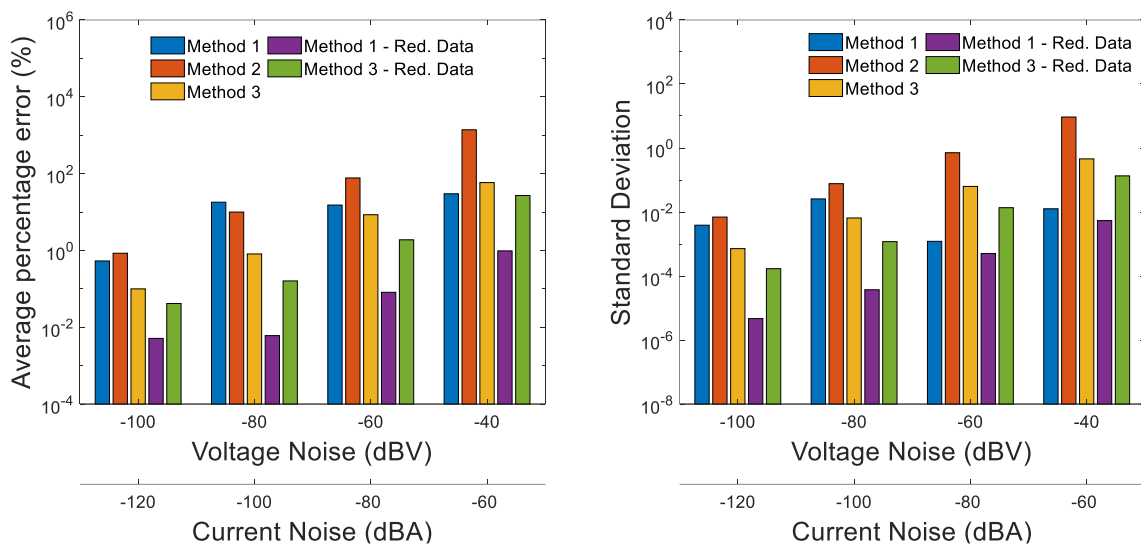 Average percentage error (%)
10^6
10^4
10^2
10^0
10^-2
10^-4
Method 1
Method 2
Method 3
Method 1 - Red. Data
Method 3 - Red. Data
-100
-80
-60
-40
Voltage Noise (dBV)
-120
-100
-80
-60
Current Noise (dBA)
Standard Deviation
10^4
10^2
10^0
10^-2
10^-4
10^-6
10^-8
Method 1
Method 2
Method 3
Method 1 - Red. Data
Method 3 - Red. Data
-100
-80
-60
-40
Voltage Noise (dBV)
-120
-100
-80
-60
Current Noise (dBA)